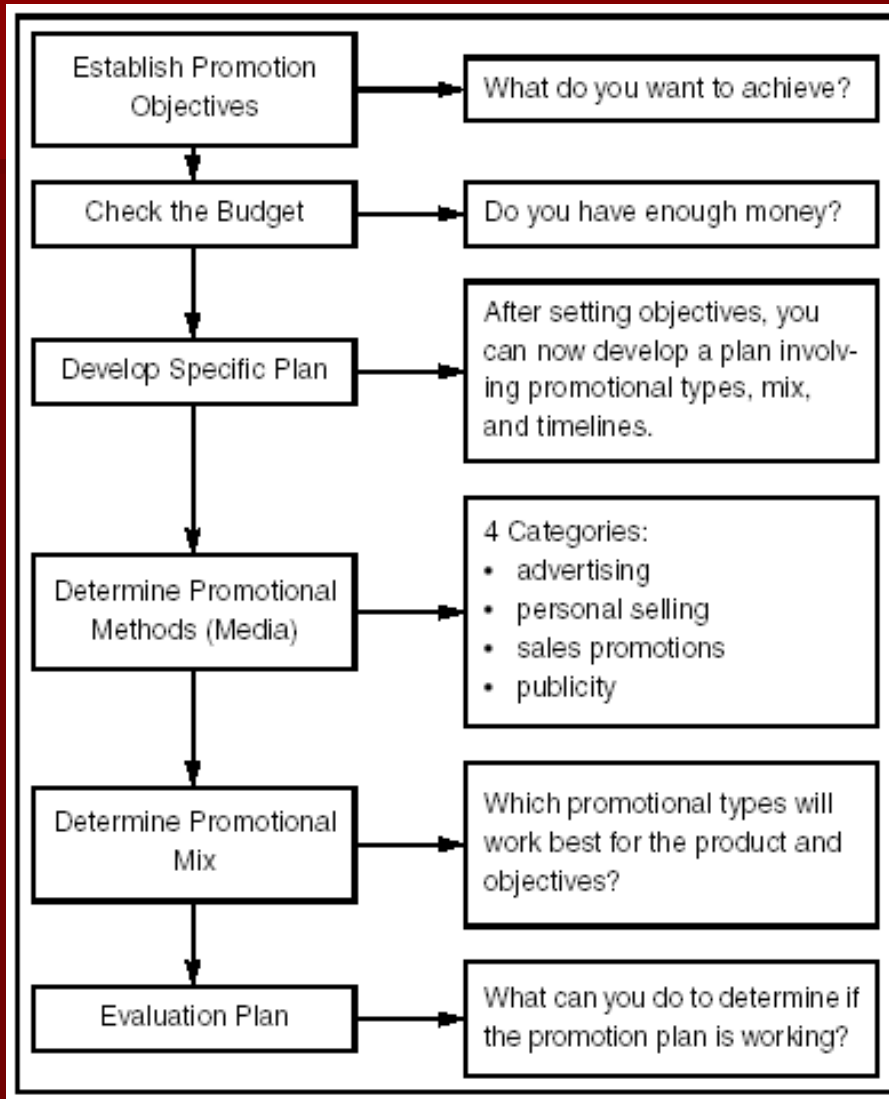 Establish Promotion
Objectives
What do you want to achieve?
Check the Budget
Do you have enough money?
Develop Specific Plan
After setting objectives, you
can now develop a plan involv-
ing promotional types, mix,
and timelines.
Determine Promotional
Methods (Media)
4 Categories:
• advertising
• personal selling
• sales promotions
• publicity
Determine Promotional
Mix
Which promotional types will
work best for the product and
objectives?
Evaluation Plan
What can you do to determine if
the promotion plan is working?